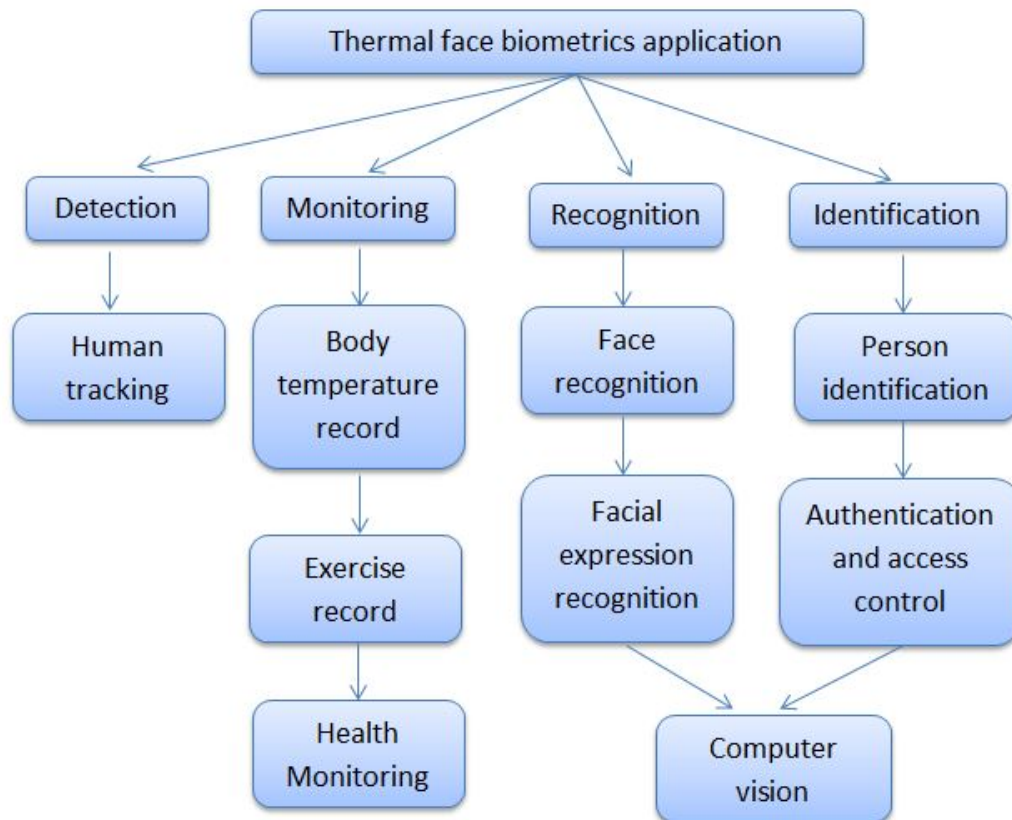 Thermal face biometrics application
Detection
Monitoring
Recognition
Identification
Human
tracking
Body
temperature
record
Face
recognition
Person
identification
Exercise
record
Facial
expression
recognition
Authentication
and access
control
Health
Monitoring
Computer
vision